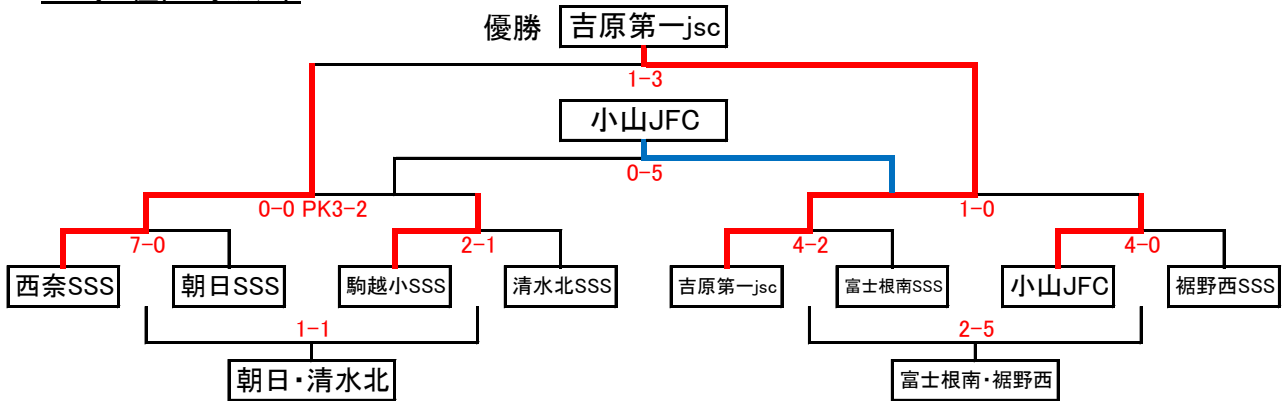 優勝 吉原第一jsc
1-3
小山JFC
0-5
0-0 PK3-2
1-0
7-0
2-1
4-2
4-0
西奈SSS
朝日SSS
駒越小SSS
清水北SSS
吉原第一jsc
富士根南SSS
小山JFC
裾野西SSS
1-1
2-5
朝日・清水北
富士根南・裾野西